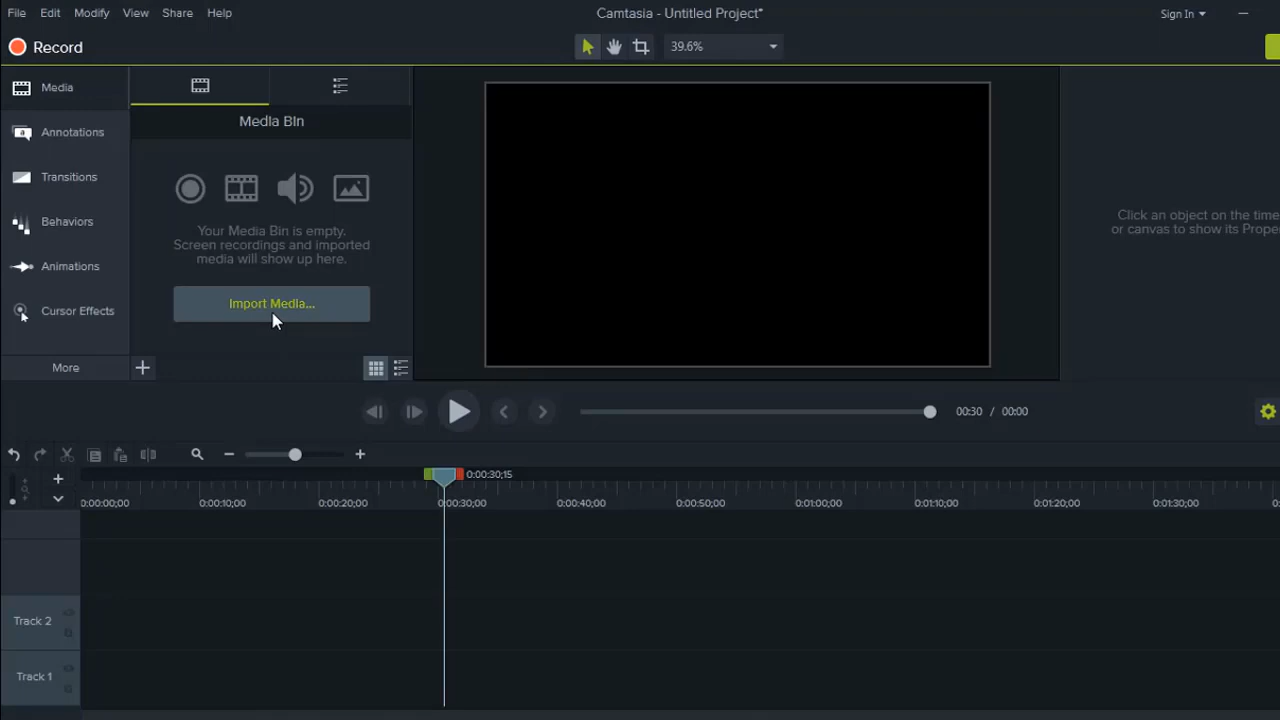 File Edit Modify View Share Help
Camtasia - Untitled Project*
Sign In
Record
39.6%
Media
Annotations
Transitions
Behaviors
Animations
Cursor Effects
More
Media Bin
Your Media Bin is empty.
Screen recordings and imported
media will show up here.
Import Media...
Click an object on the time
or canvas to show its Prope
00:30 / 00:00
0:00:30;15
0:00:00;00 0:00:10;00 0:00:20;00 0:00:30;00 0:00:40;00 0:00:50;00 0:01:00;00 0:01:10;00 0:01:20;00 0:01:30;00 0:
Track 2
Track 1